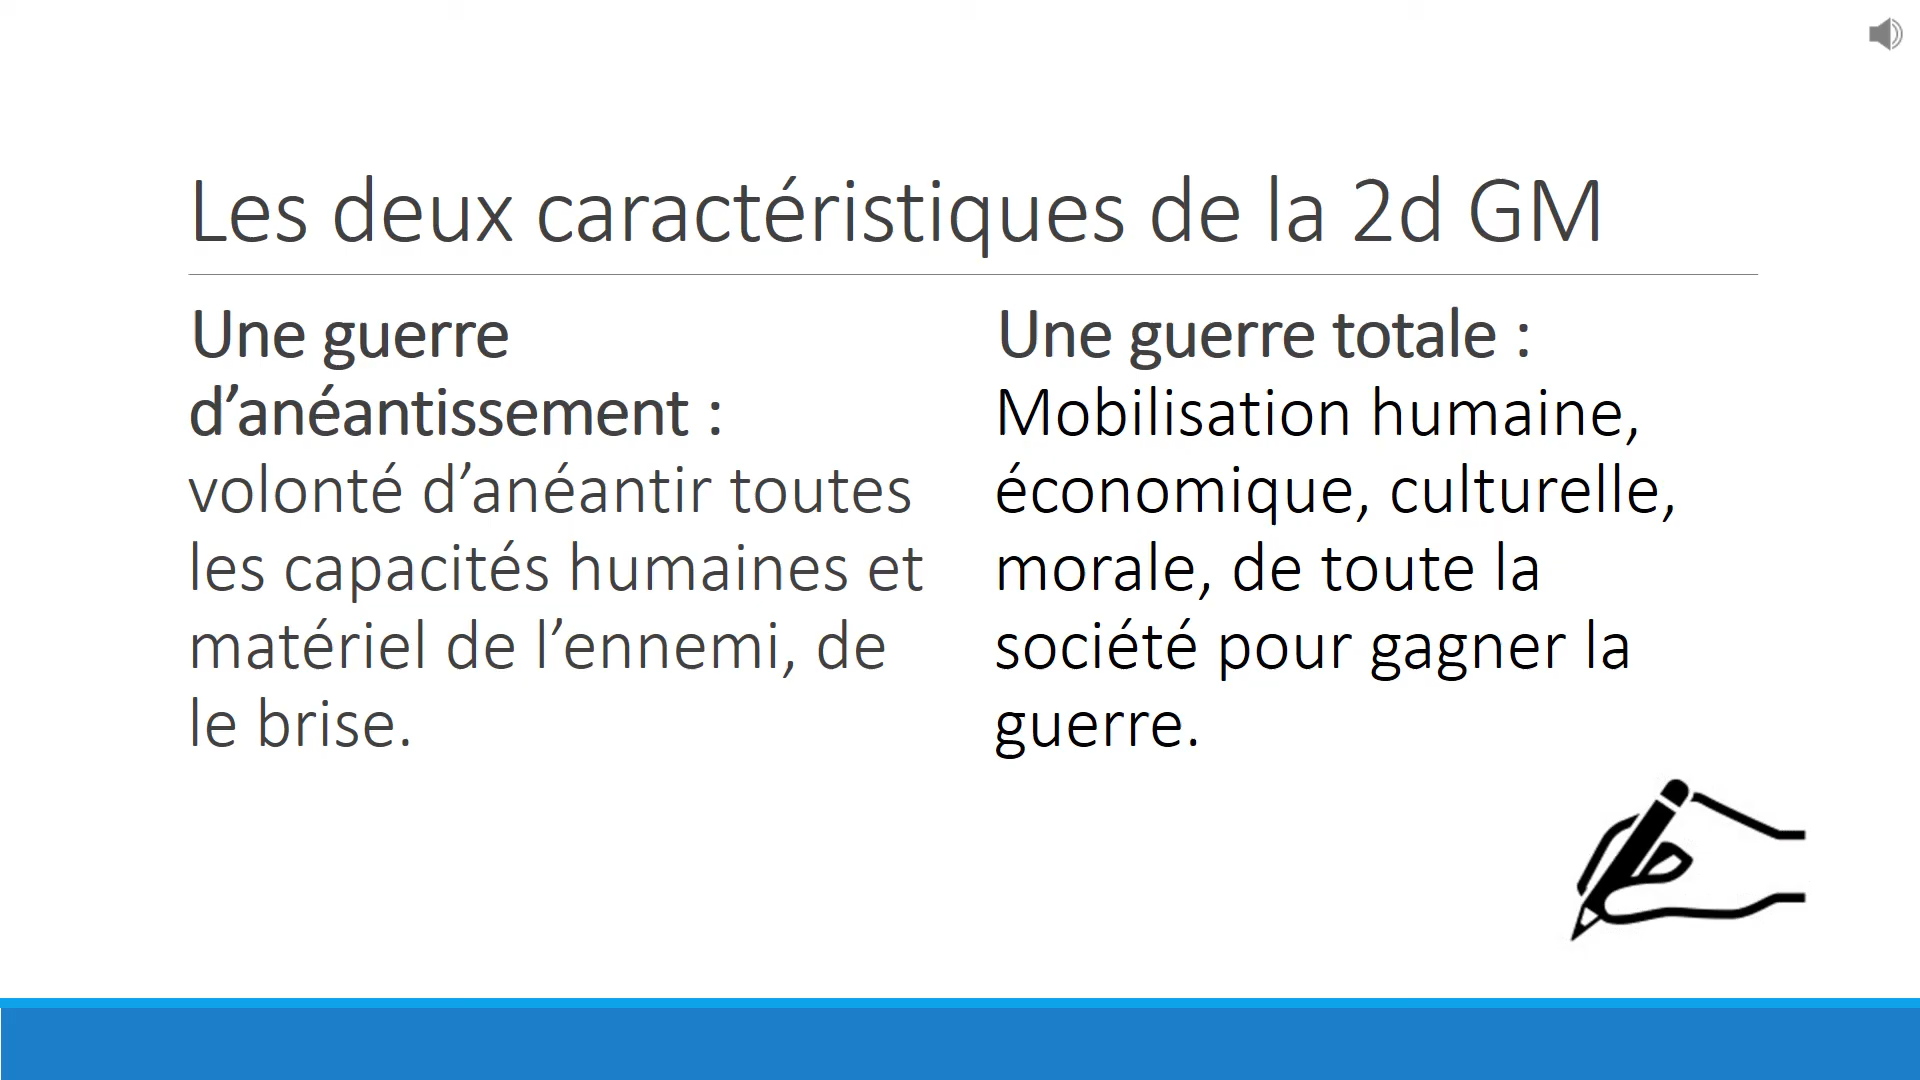 Les deux caractéristiques de la 2d GM
Une guerre
d’anéantissement :
volonté d’anéantir toutes
les capacités humaines et
matériel de l’ennemi, de
le brise.
Une guerre totale :
Mobilisation humaine,
économique, culturelle,
morale, de toute la
société pour gagner la
guerre.